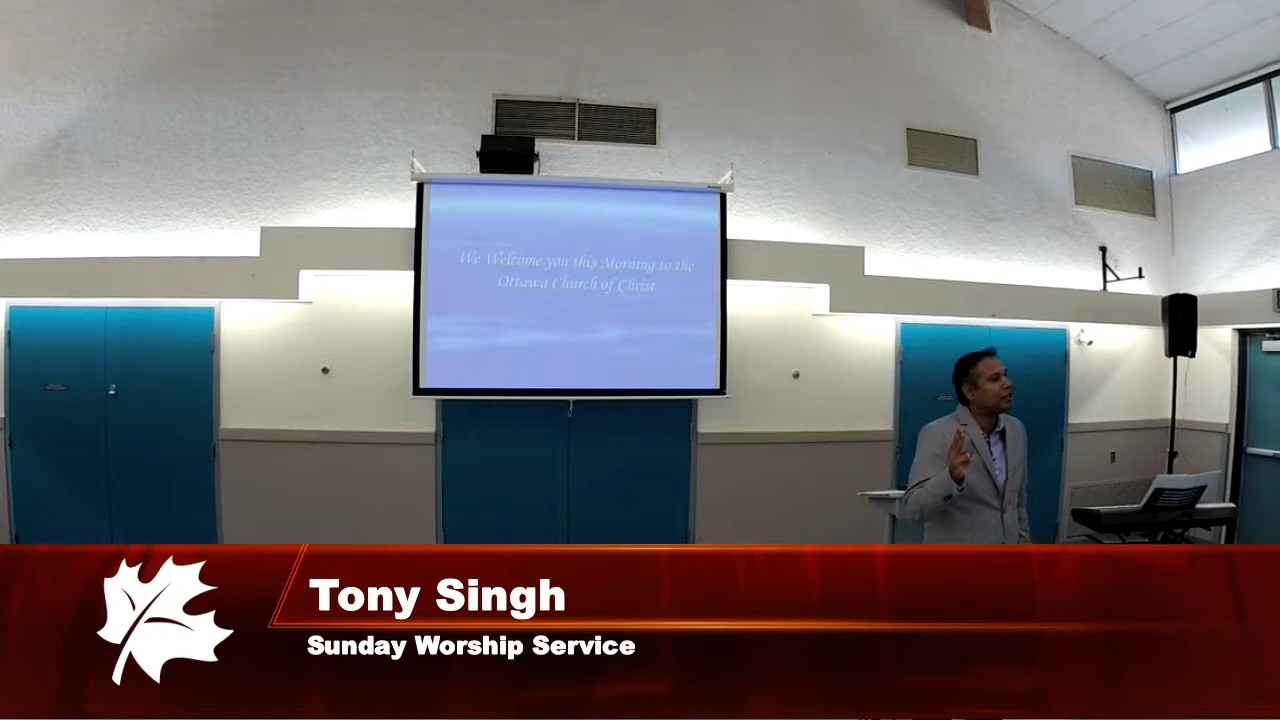 We Welcome you this Morning to the
Ottawa Church of Christ
Tony Singh
Sunday Worship Service